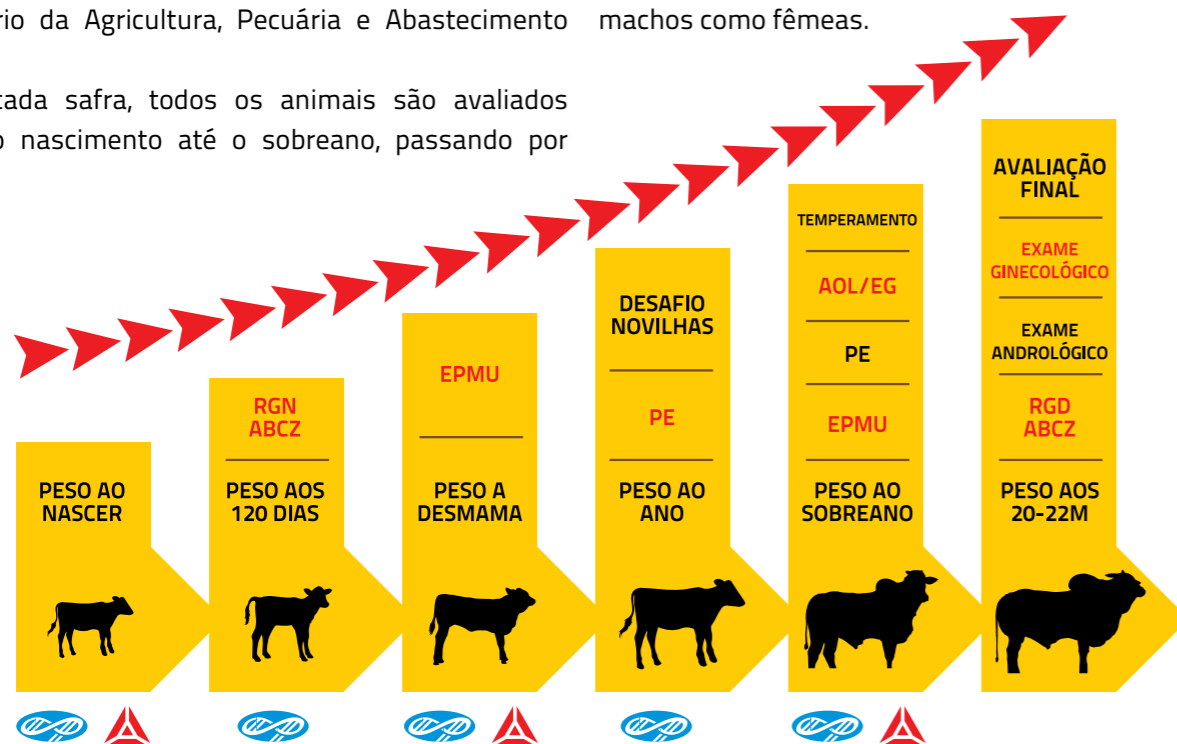 rio da Agricultura, Pecuária e Abastecimento
cada safra, todos os animais são avaliados
o nascimento até o sobreano, passando por
machos como fêmeas.
PESO AO
NASCER
RGN
ABCZ
PESO AOS
120 DIAS
EPMU
PESO A
DESMAMA
DESAFIO
NOVILHAS
PE
PESO AO
ANO
TEMPERAMENTO
AOL/EG
PE
EPMU
PESO AO
SOBREANO
AVALIAÇÃO
FINAL
EXAME
GINECOLÓGICO
EXAME
ANDROLÓGICO
RGD
ABCZ
PESO AOS
20-22M